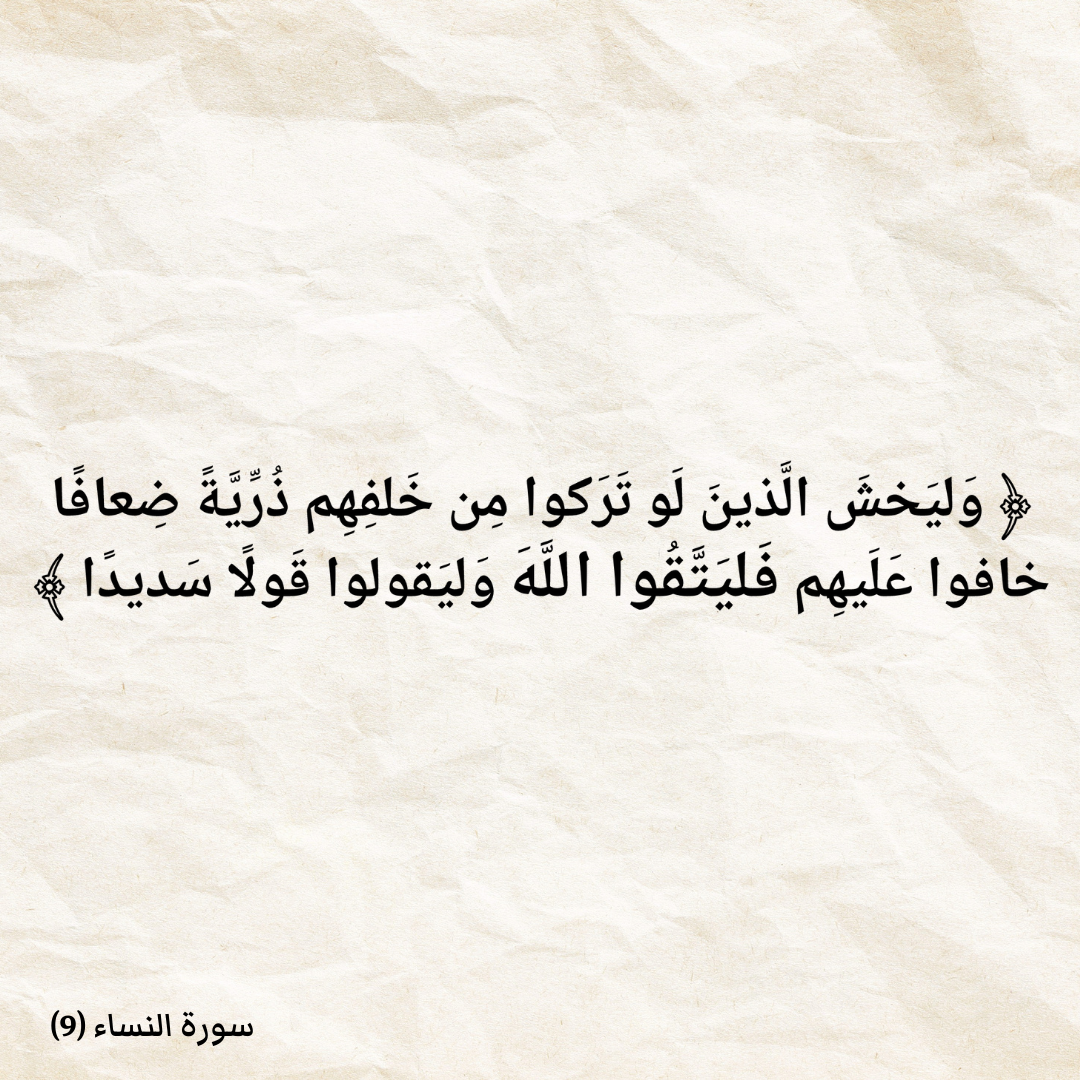 ﴿ وَليَخشَ الَّذينَ لَو تَرَكوا مِن خَلفِهِم ذُرِّيَّةً ضِعافًا
خافوا عَلَيهِم فَليَتَّقُوا اللَّهَ وَليَقولوا قَولًا سَديدًا ﴾
سورة النساء (9)